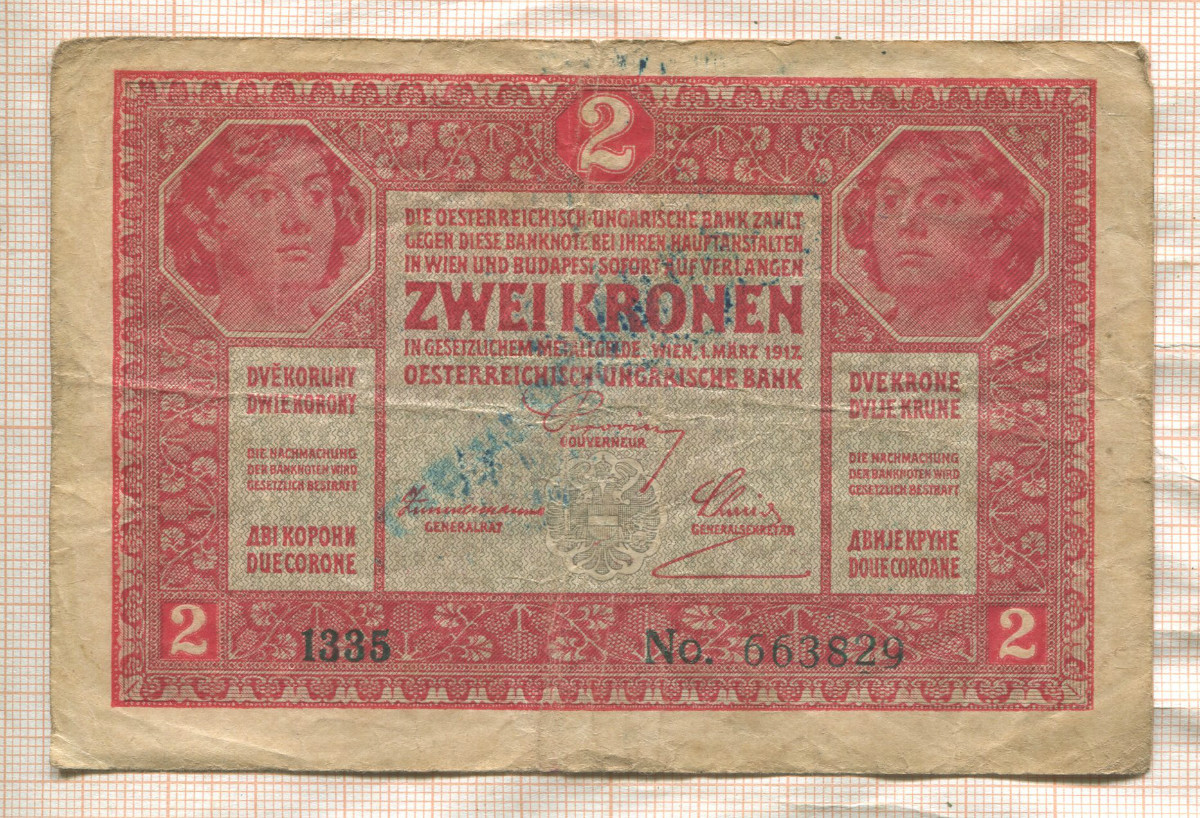 2
DIE OESTERREICHISCH-UNGARISCHE BANK ZAHLT
GEGEN DIESE BANKNOTE BEI IHREN HAUPTANSTALTEN
IN WIEN UND BUDAPEST SOFORT AUF VERLANGEN
ZWEI KRONEN
IN GESETZLICHEM METALLGELDE. WIEN, 1. MÄRZ 1917.
OESTERREICHISCH-UNGARISCHE BANK
GOUVERNEUR
GENERALRAT
GENERALSEKRETÄR
DVĚ KORUNY
DWIE KORONY
DIE NACHMACHUNG
DER BANKNOTEN WIRD
GESETZLICH BESTRAFT
ДВІ КОРОНИ
DUE CORONE
DVE KRONE
DVIJE KRUNE
DIE NACHMACHUNG
DER BANKNOTEN WIRD
GESETZLICH BESTRAFT
ДВИЈЕ КРУНЕ
DOUE COROANE
2
1335
No. 663829
2